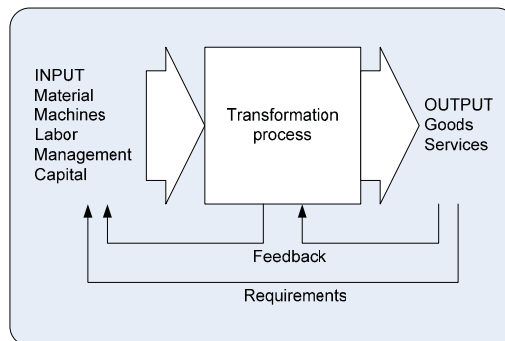 INPUT
Material
Machines
Labor
Management
Capital
Transformation
process
OUTPUT
Goods
Services
Feedback
Requirements